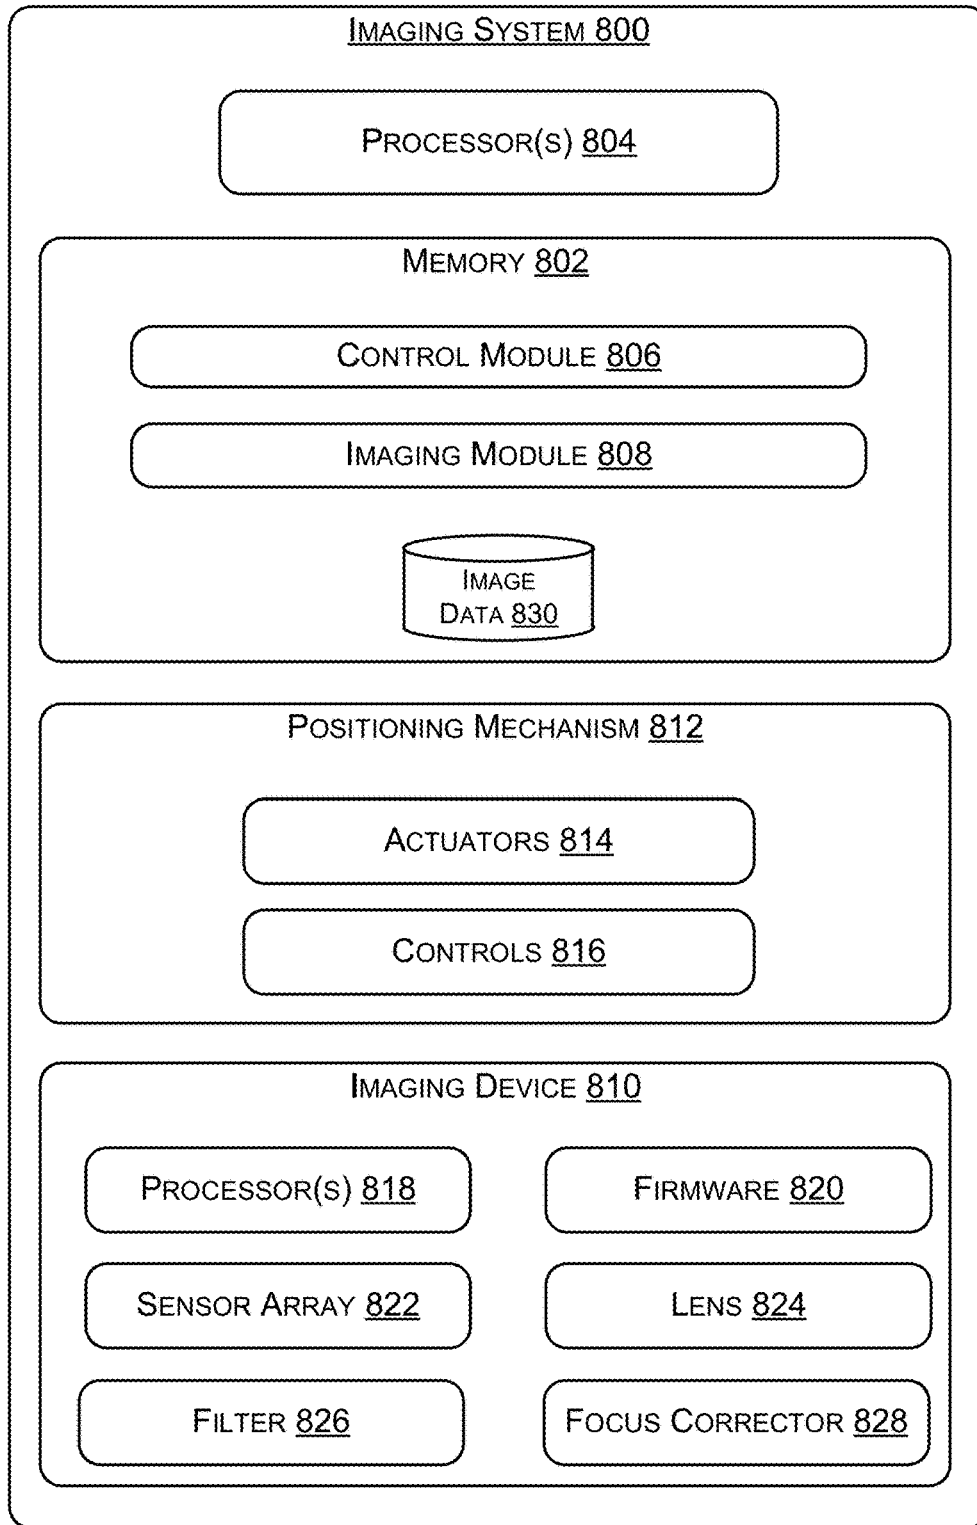 IMAGING SYSTEM 800
PROCESSOR(S) 804
MEMORY 802
CONTROL MODULE 806
IMAGING MODULE 808
IMAGE
DATA 830
POSITIONING MECHANISM 812
ACTUATORS 814
CONTROLS 816
IMAGING DEVICE 810
PROCESSOR(S) 818
FIRMWARE 820
SENSOR ARRAY 822
LENS 824
FILTER 826
FOCUS CORRECTOR 828